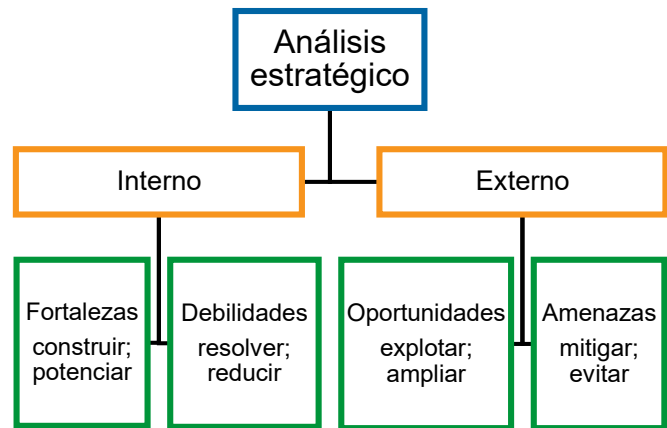 Análisis
estratégico
Interno
Externo
Fortalezas
construir;
potenciar
Debilidades
resolver;
reducir
Oportunidades
explotar;
ampliar
Amenazas
mitigar;
evitar